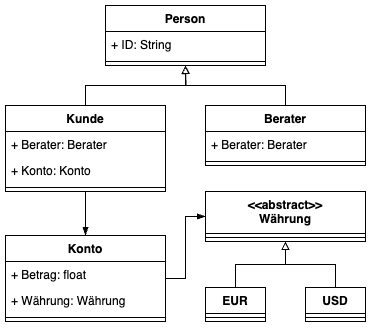 Person
+ ID: String
Kunde
+ Berater: Berater
+ Konto: Konto
Berater
+ Berater: Berater
<<abstract>>
Währung
Konto
+ Betrag: float
+ Währung: Währung
EUR
USD